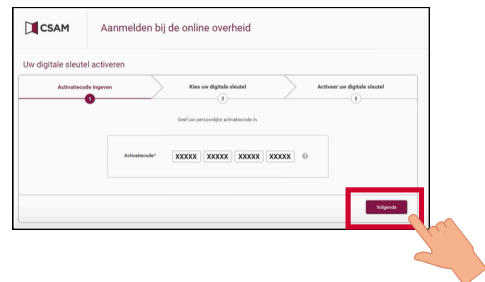 CSAM
Aanmelden bij de online overheid
Uw digitale sleutel activeren
Activatiecode ingeven
Kies uw digitale sleutel
Activeer uw digitale sleutel
1
2
3
Geef uw persoonlijke activatiecode in.
Activatiecode* XXXXX XXXXX XXXXX XXXXX ?
Volgende